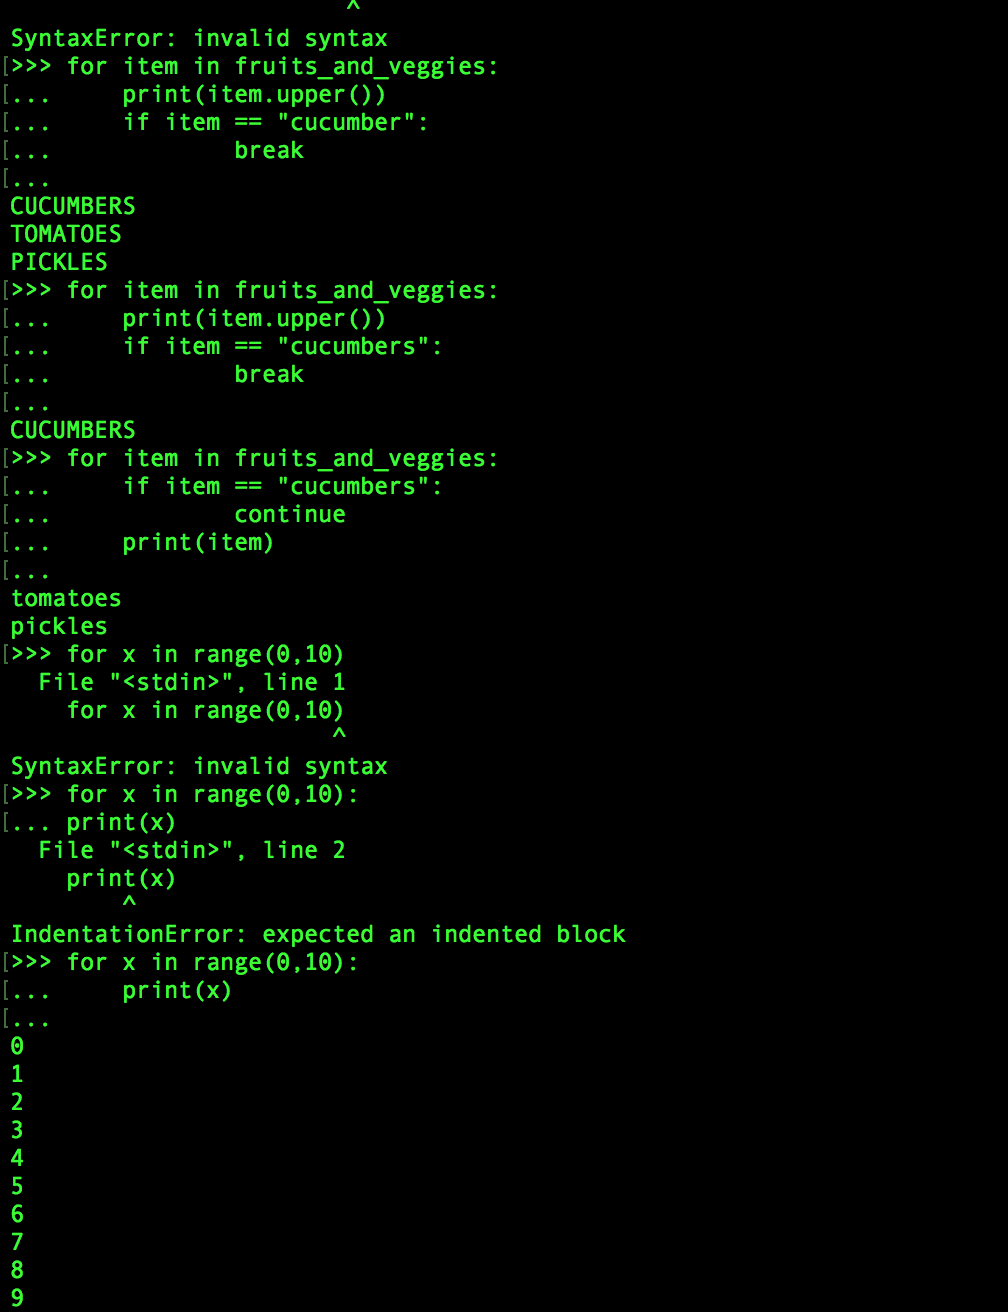 ^
SyntaxError: invalid syntax
[>>> for item in fruits_and_veggies:
[...     print(item.upper())
[...     if item == "cucumber":
[...             break
[...
CUCUMBERS
TOMATOES
PICKLES
[>>> for item in fruits_and_veggies:
[...     print(item.upper())
[...     if item == "cucumbers":
[...             break
[...
CUCUMBERS
[>>> for item in fruits_and_veggies:
[...     if item == "cucumbers":
[...             continue
[...     print(item)
[...
tomatoes
pickles
[>>> for x in range(0,10)
  File "<stdin>", line 1
    for x in range(0,10)
                       ^
SyntaxError: invalid syntax
[>>> for x in range(0,10):
[... print(x)
  File "<stdin>", line 2
    print(x)
        ^
IndentationError: expected an indented block
[>>> for x in range(0,10):
[...     print(x)
[...
0
1
2
3
4
5
6
7
8
9